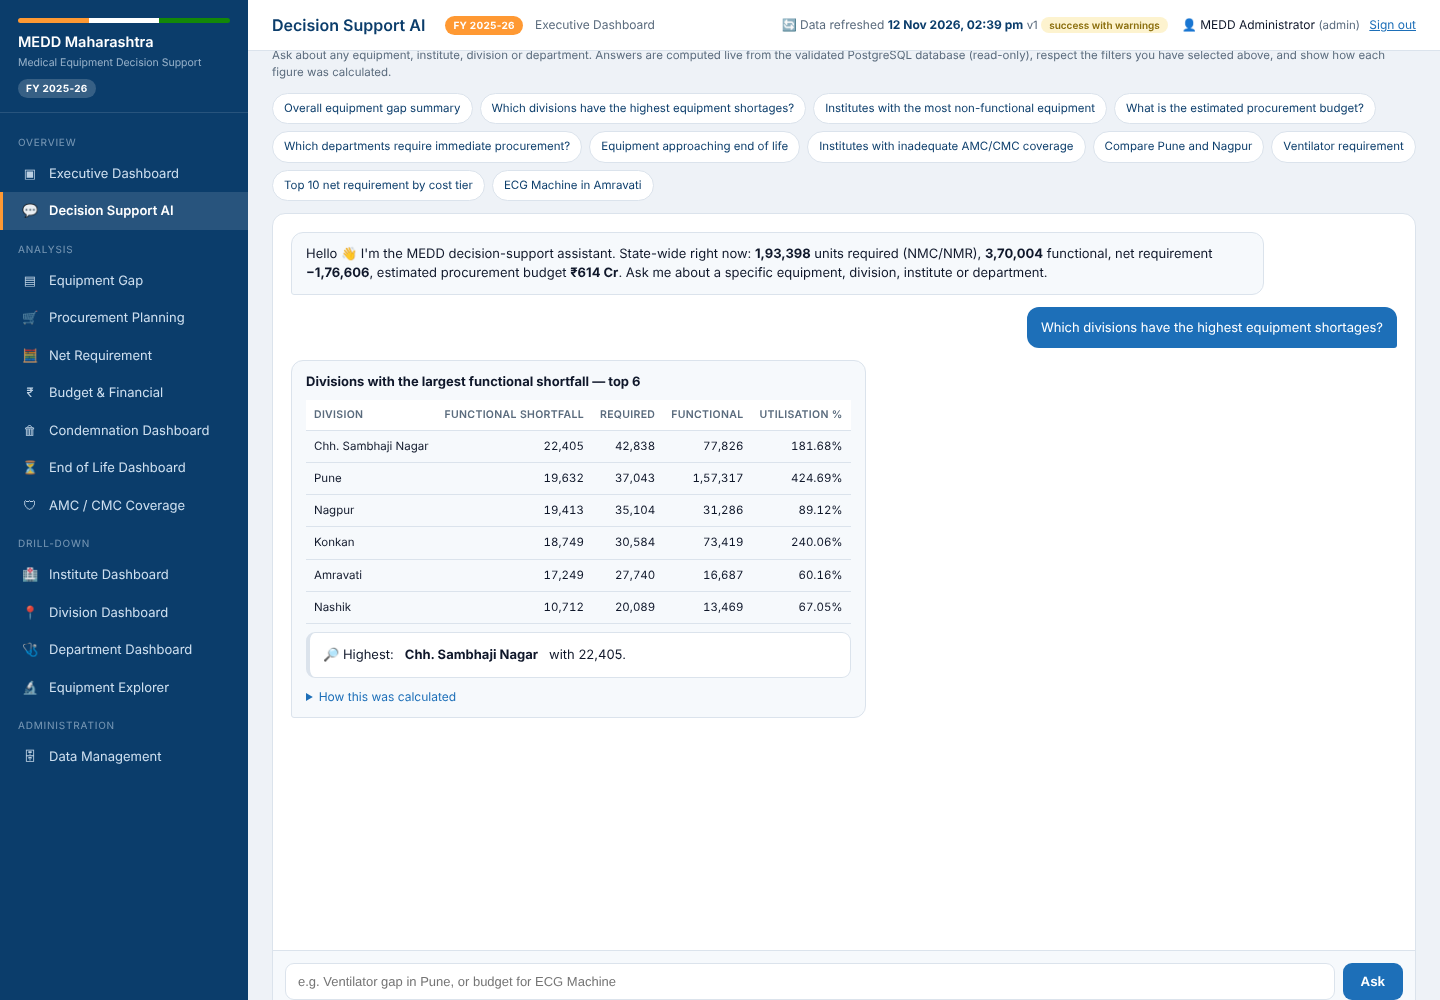 MEDD Maharashtra
Medical Equipment Decision Support
FY 2025-26
OVERVIEW
Executive Dashboard
Decision Support AI
ANALYSIS
Equipment Gap
Procurement Planning
Net Requirement
₹ Budget & Financial
Condemnation Dashboard
End of Life Dashboard
AMC / CMC Coverage
DRILL-DOWN
Institute Dashboard
Division Dashboard
Department Dashboard
Equipment Explorer
ADMINISTRATION
Data Management
Decision Support AI FY 2025-26 Executive Dashboard 🔄 Data refreshed 12 Nov 2026, 02:39 pm v1 success with warnings 👤 MEDD Administrator (admin) Sign out
Ask about any equipment, institute, division or department. Answers are computed live from the validated PostgreSQL database (read-only), respect the filters you have selected above, and show how each
figure was calculated.
Overall equipment gap summary Which divisions have the highest equipment shortages? Institutes with the most non-functional equipment What is the estimated procurement budget?
Which departments require immediate procurement? Equipment approaching end of life Institutes with inadequate AMC/CMC coverage Compare Pune and Nagpur Ventilator requirement
Top 10 net requirement by cost tier ECG Machine in Amravati
Hello 👋 I'm the MEDD decision-support assistant. State-wide right now: 1,93,398 units required (NMC/NMR), 3,70,004 functional, net requirement
−1,76,606, estimated procurement budget ₹614 Cr. Ask me about a specific equipment, division, institute or department.
Which divisions have the highest equipment shortages?
Divisions with the largest functional shortfall — top 6
DIVISION FUNCTIONAL SHORTFALL REQUIRED FUNCTIONAL UTILISATION %
Chh. Sambhaji Nagar 22,405 42,838 77,826 181.68%
Pune 19,632 37,043 1,57,317 424.69%
Nagpur 19,413 35,104 31,286 89.12%
Konkan 18,749 30,584 73,419 240.06%
Amravati 17,249 27,740 16,687 60.16%
Nashik 10,712 20,089 13,469 67.05%
🔎 Highest: Chh. Sambhaji Nagar with 22,405.
▶ How this was calculated
e.g. Ventilator gap in Pune, or budget for ECG Machine
Ask